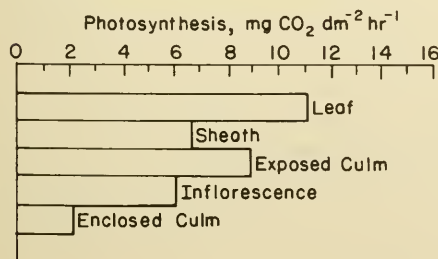 Photosynthesis, mg CO₂ dm⁻² hr⁻¹
0 2 4 6 8 10 12 14 16
Leaf
Sheath
Exposed Culm
Inflorescence
Enclosed Culm